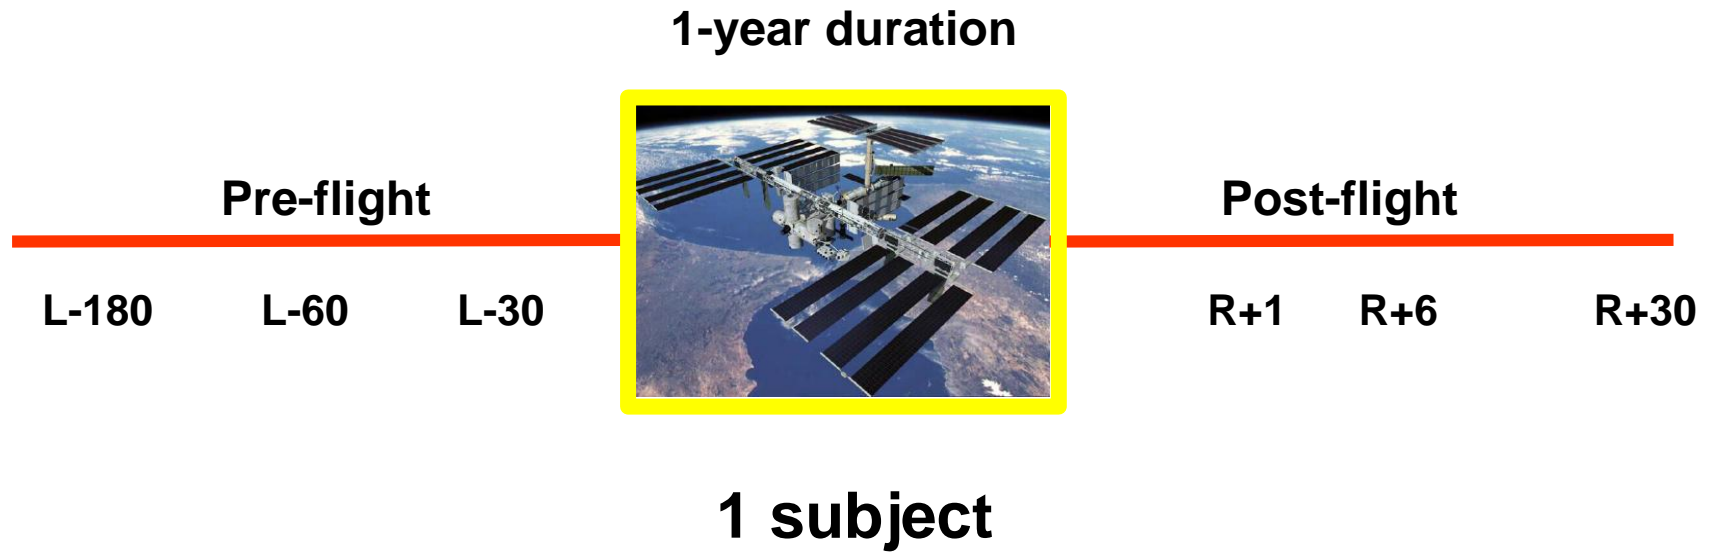 1-year duration
Pre-flight
Post-flight
L-180 L-60 L-30 R+1 R+6 R+30
1 subject